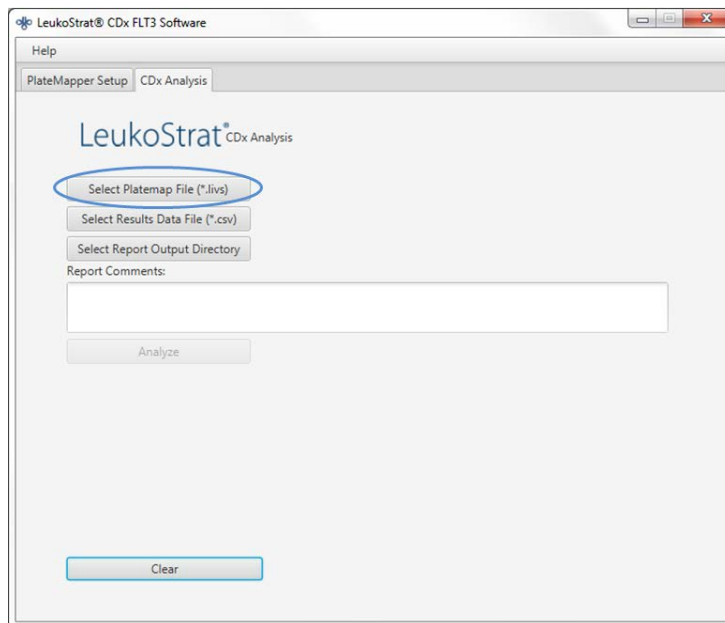 LeukoStrat® CDx FLT3 Software
Help
PlateMapper Setup CDx Analysis
LeukoStrat® CDx Analysis
Select Platemap File (*.livs)
Select Results Data File (*.csv)
Select Report Output Directory
Report Comments:
Analyze
Clear